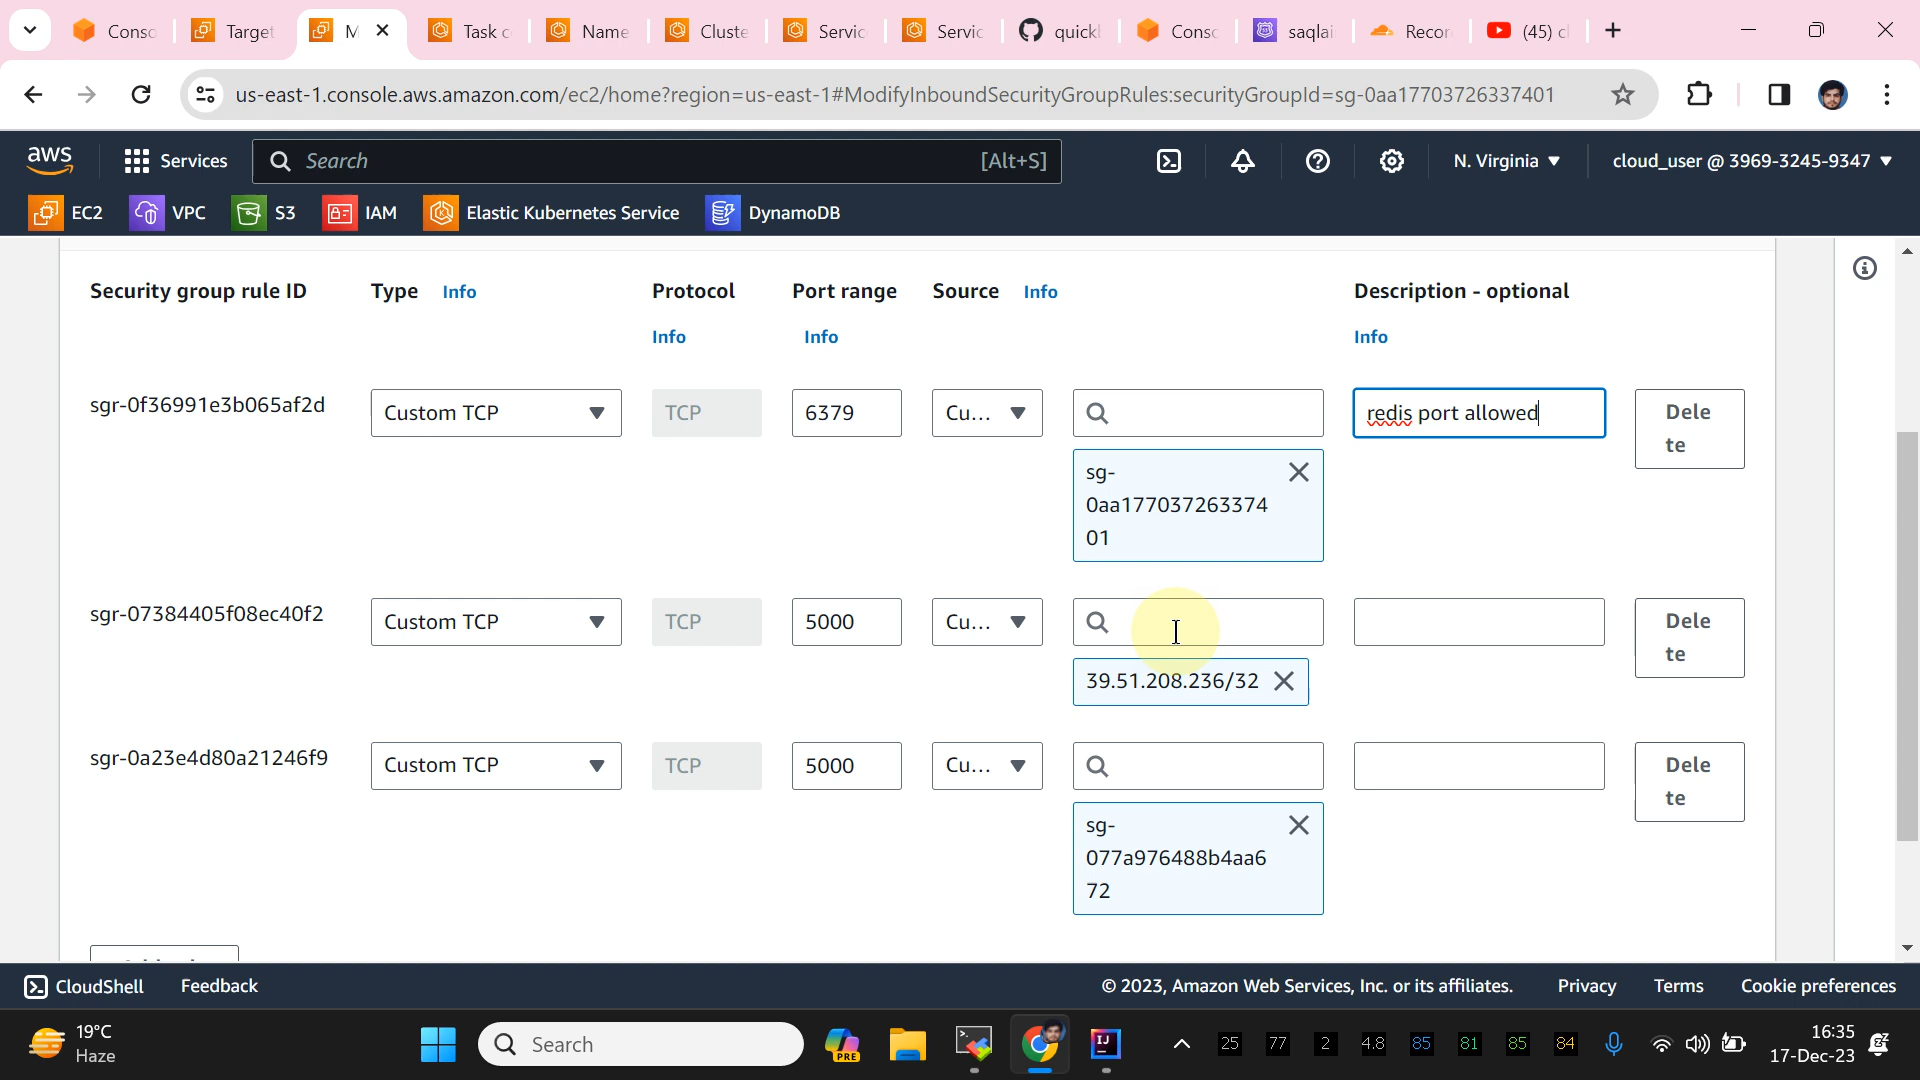 Consc
Target
M
Task c
Name
Cluste
Servic
Servic
quickl
Consc
saqlai
Recor
(45) cl
us-east-1.console.aws.amazon.com/ec2/home?region=us-east-1#ModifyInboundSecurityGroupRules:securityGroupId=sg-0aa17703726337401
aws
Services
Search
[Alt+S]
N. Virginia
cloud_user @ 3969-3245-9347
EC2
VPC
S3
IAM
Elastic Kubernetes Service
DynamoDB
Security group rule ID
Type Info
Protocol
Info
Port range
Info
Source Info
Description - optional
Info
sgr-0f36991e3b065af2d
Custom TCP
TCP
6379
Cu...
redis port allowed
Dele
te
sg-
0aa177037263374
01
sgr-07384405f08ec40f2
Custom TCP
TCP
5000
Cu...
Dele
te
39.51.208.236/32
sgr-0a23e4d80a21246f9
Custom TCP
TCP
5000
Cu...
Dele
te
sg-
077a976488b4aa6
72
CloudShell
Feedback
© 2023, Amazon Web Services, Inc. or its affiliates.
Privacy
Terms
Cookie preferences
19°C
Haze
Search
PRE
IJ
25
77
2
4.8
85
81
85
84
16:35
17-Dec-23